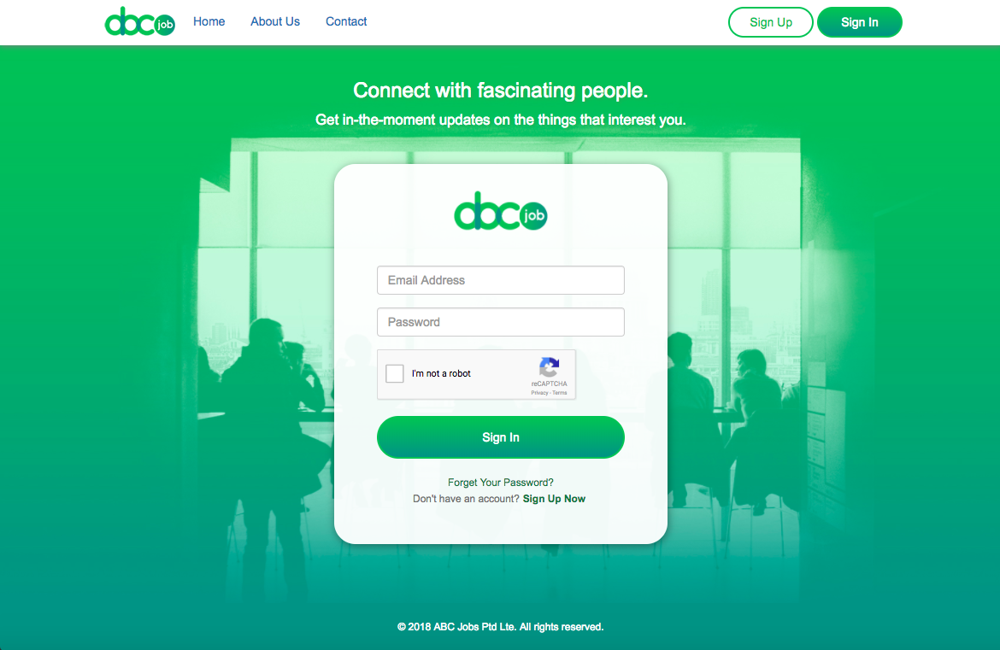 abc job
Home
About Us
Contact
Sign Up
Sign In
Connect with fascinating people.
Get in-the-moment updates on the things that interest you.
abc job
Email Address
Password
I'm not a robot
reCAPTCHA
Privacy - Terms
Sign In
Forget Your Password?
Don't have an account? Sign Up Now
© 2018 ABC Jobs Ptd Lte. All rights reserved.